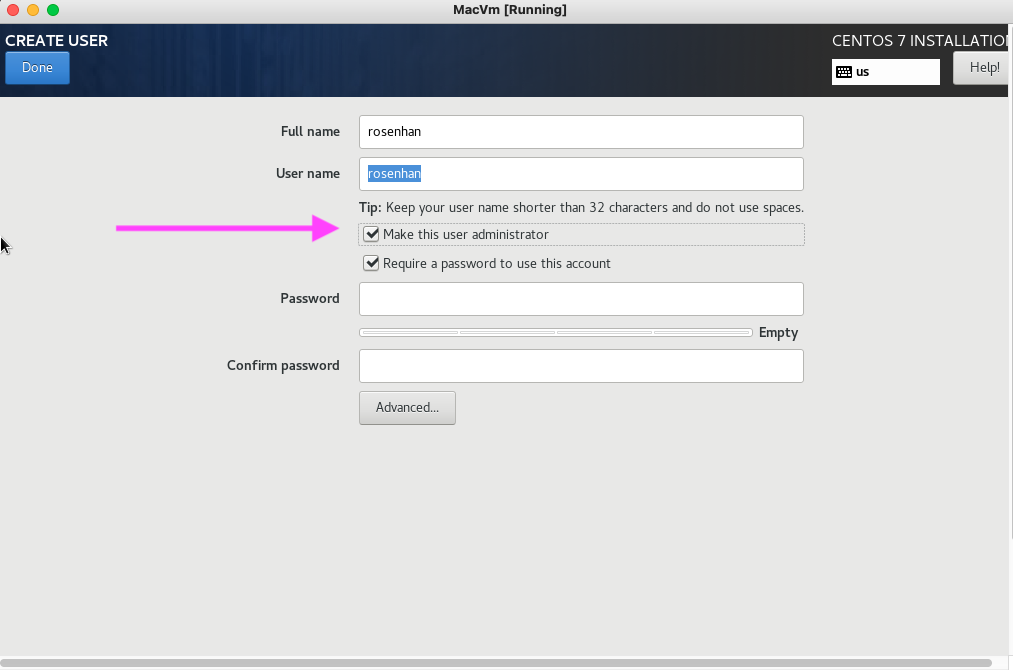 MacVm [Running]
CREATE USER
CENTOS 7 INSTALLATIO
Done
us
Help!
Full name
rosenhan
User name
rosenhan
Tip: Keep your user name shorter than 32 characters and do not use spaces.
Make this user administrator
Require a password to use this account
Password
Empty
Confirm password
Advanced...